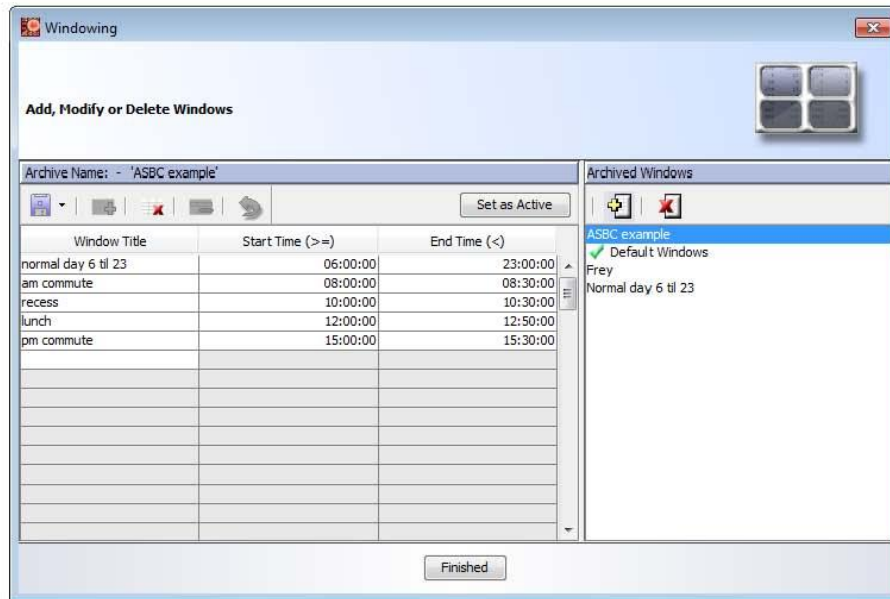 Windowing
Add, Modify or Delete Windows
Archive Name: - 'ASBC example'
Set as Active
Window Title Start Time (>=) End Time (<)
normal day 6 til 23 06:00:00 23:00:00
am commute 08:00:00 08:30:00
recess 10:00:00 10:30:00
lunch 12:00:00 12:50:00
pm commute 15:00:00 15:30:00
Archived Windows
ASBC example
Default Windows
Frey
Normal day 6 til 23
Finished